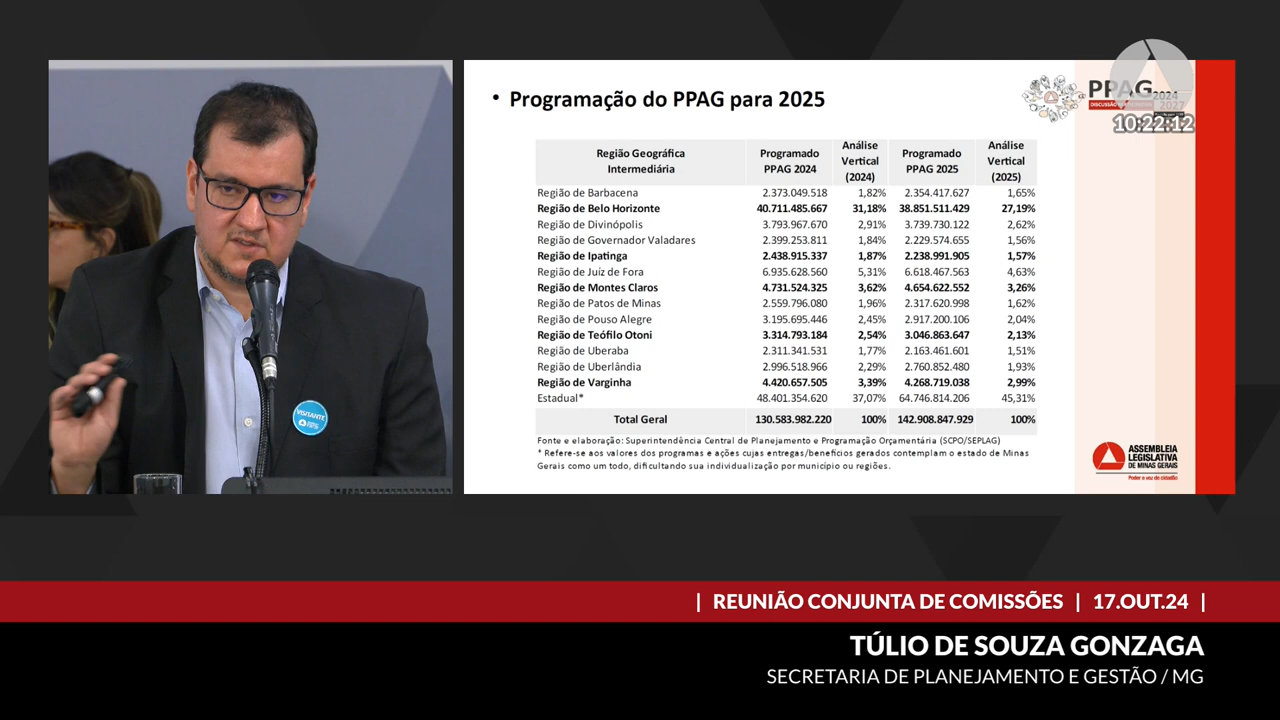 • Programação do PPAG para 2025
PPAG
2024
2027
10:22:12
Região Geográfica Intermediária | Programado PPAG 2024 | Análise Vertical (2024) | Programado PPAG 2025 | Análise Vertical (2025)
Região de Barbacena 2.373.049.518 1,82% 2.354.417.627 1,65%
Região de Belo Horizonte 40.711.485.667 31,18% 38.851.511.429 27,19%
Região de Divinópolis 3.793.967.670 2,91% 3.739.730.122 2,62%
Região de Governador Valadares 2.399.253.811 1,84% 2.229.574.655 1,56%
Região de Ipatinga 2.438.915.337 1,87% 2.238.991.905 1,57%
Região de Juíz de Fora 6.935.628.560 5,31% 6.618.467.563 4,63%
Região de Montes Claros 4.731.524.325 3,62% 4.654.622.552 3,26%
Região de Patos de Minas 2.559.796.080 1,96% 2.317.620.998 1,62%
Região de Pouso Alegre 3.195.695.446 2,45% 2.917.200.106 2,04%
Região de Teófilo Otoni 3.314.793.184 2,54% 3.046.863.647 2,13%
Região de Uberaba 2.311.341.531 1,77% 2.163.461.601 1,51%
Região de Uberlândia 2.996.518.966 2,29% 2.760.852.480 1,93%
Região de Varginha 4.420.657.505 3,39% 4.268.719.038 2,99%
Estadual* 48.401.354.620 37,07% 64.746.814.206 45,31%
Total Geral 130.583.982.220 100% 142.908.847.929 100%
Fonte e elaboração: Superintendência Central de Planejamento e Programação Orçamentária (SCPO/SEPLAG)
* Refere-se aos valores dos programas e ações cujas entregas/benefícios gerados contemplam o estado de Minas
Gerais como um todo, dificultando sua individualização por município ou regiões.
ASSEMBLEIA
LEGISLATIVA
DE MINAS GERAIS
Poder e voz do cidadão
VISITANTE
| REUNIÃO CONJUNTA DE COMISSÕES | 17.OUT.24 |
TÚLIO DE SOUZA GONZAGA
SECRETARIA DE PLANEJAMENTO E GESTÃO / MG